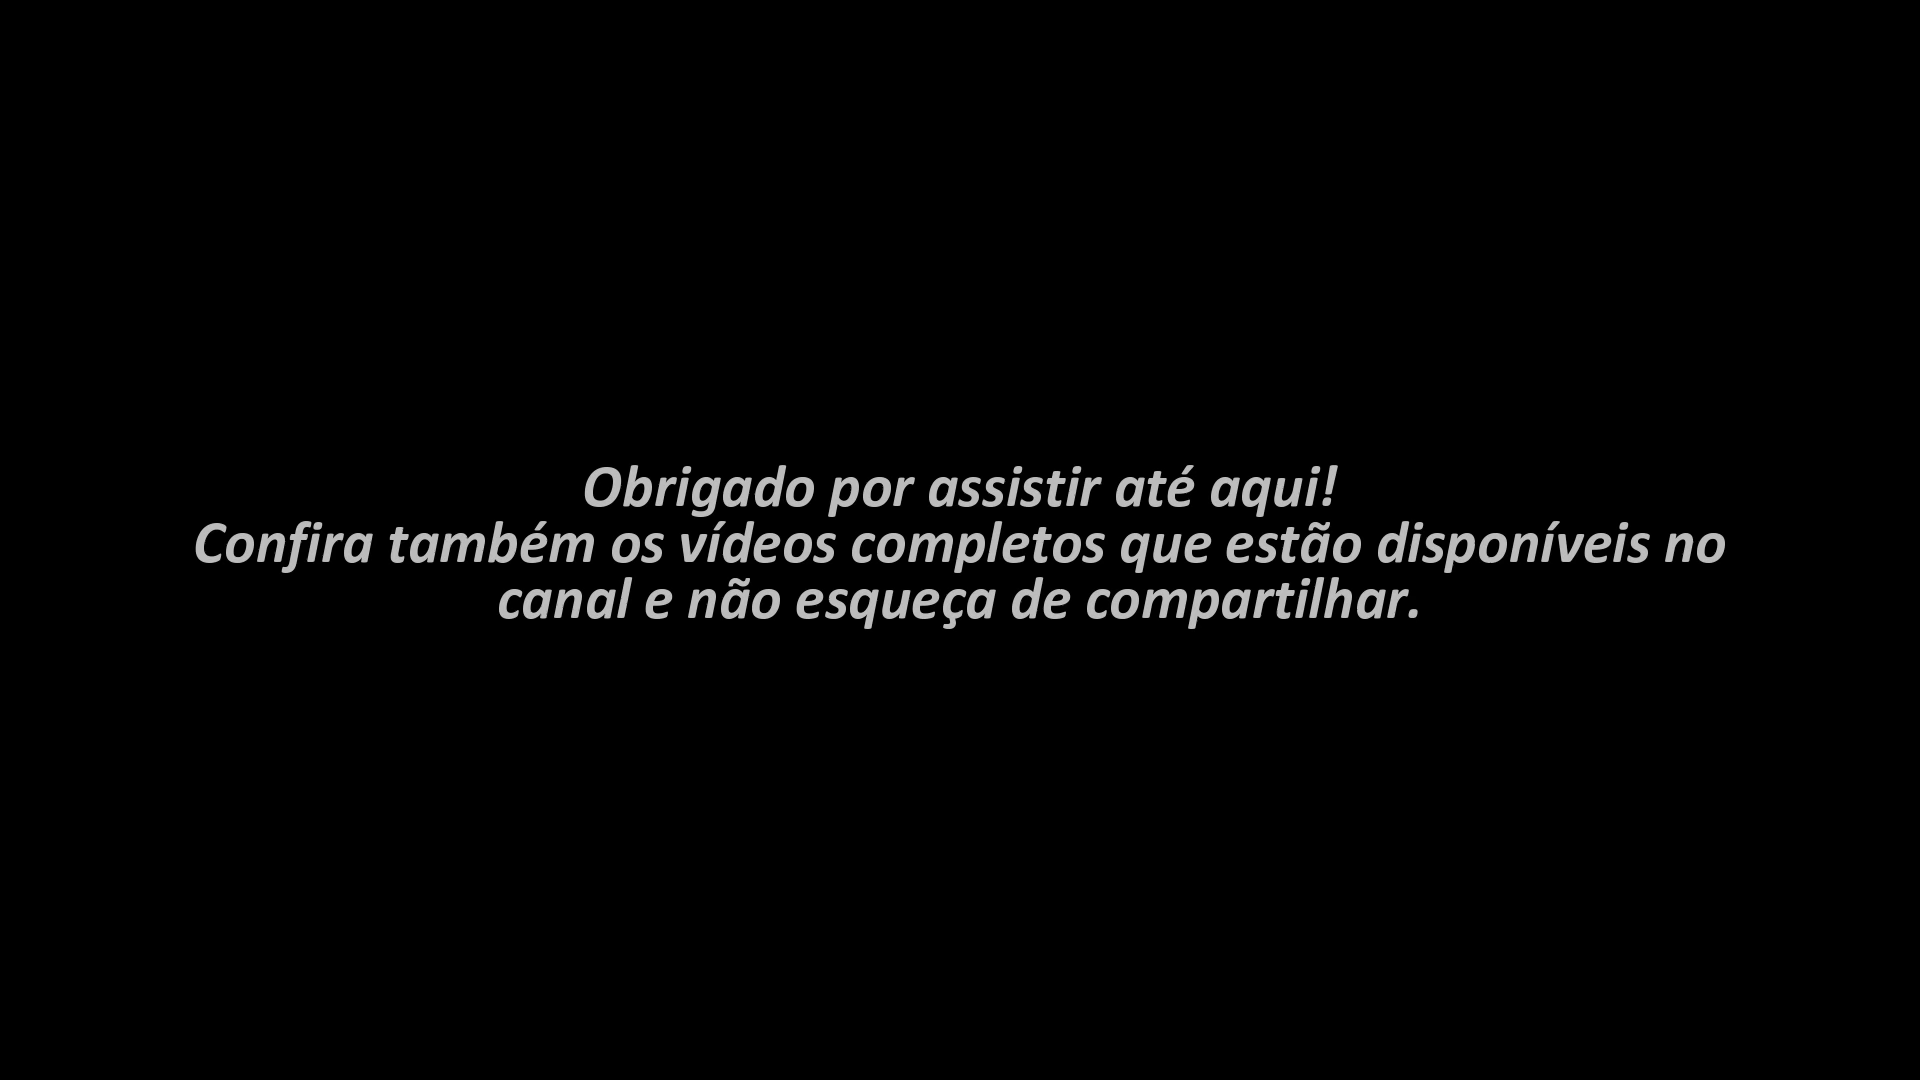 Obrigado por assistir até aqui!
Confira também os vídeos completos que estão disponíveis no
canal e não esqueça de compartilhar.